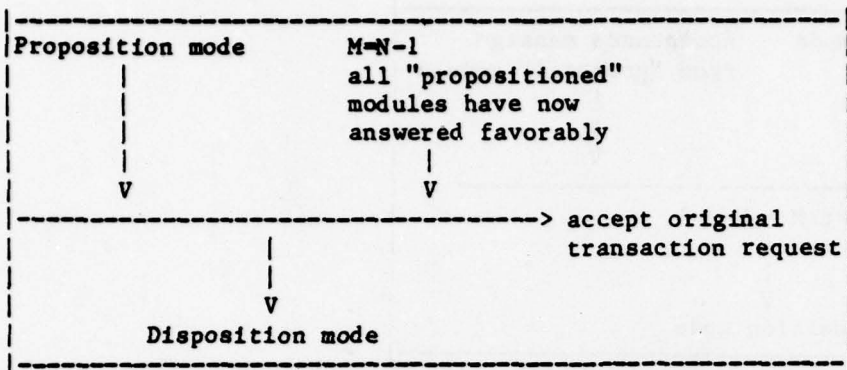 Proposition mode M=N-1
all "propositioned"
modules have now
answered favorably
V V
> accept original
transaction request
V
Disposition mode